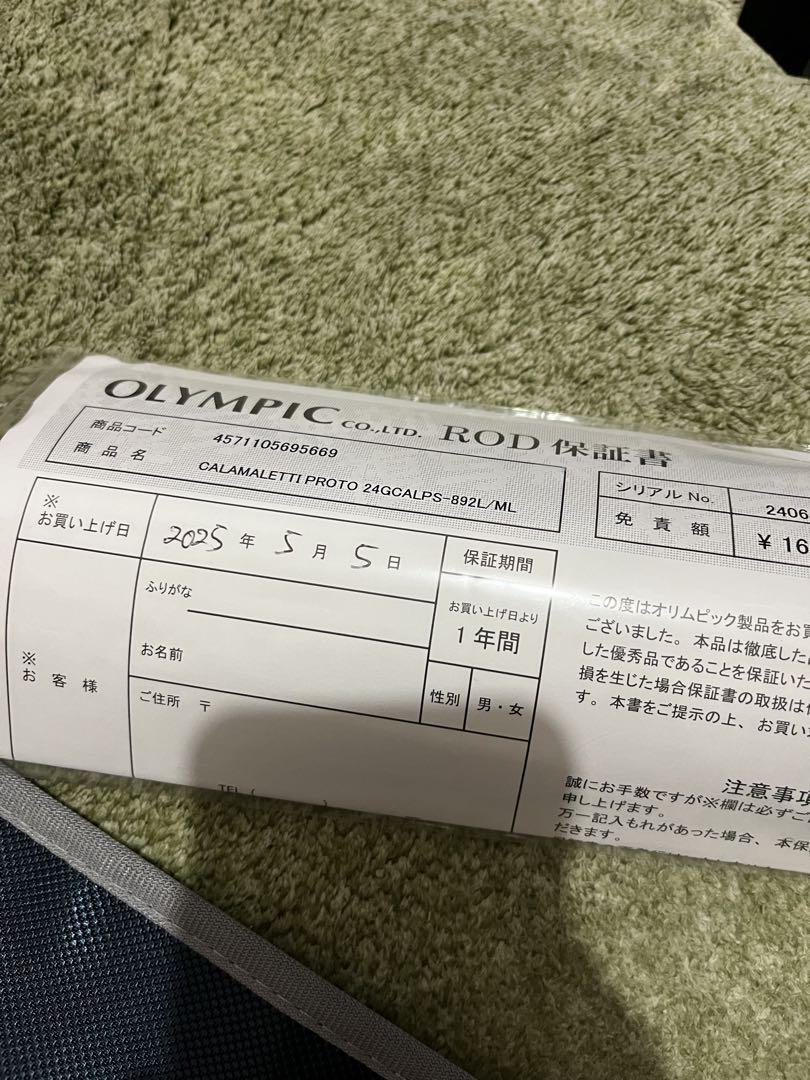 OLYMPIC CO.,LTD. ROD 保証書
商品コード 4571105695669
商品名 CALAMALETTI PROTO 24GCALPS-892L/ML
シリアル No. 2406
免責額 ¥16
※
お買い上げ日 2025年 5月 5日
保証期間
お買い上げ日より
1年間
※
お客様
ふりがな
お名前
性別 男・女
ご住所 〒
TEL ( )
この度はオリムピック製品をお買
ございました。本品は徹底した
した優秀品であることを保証いた
損を生じた場合保証書の取扱は
す。本書をご提示の上、お買い
注意事項
誠にお手数ですが※欄は必ずご
申し上げます。
万一記入もれがあった場合、本保
だきます。